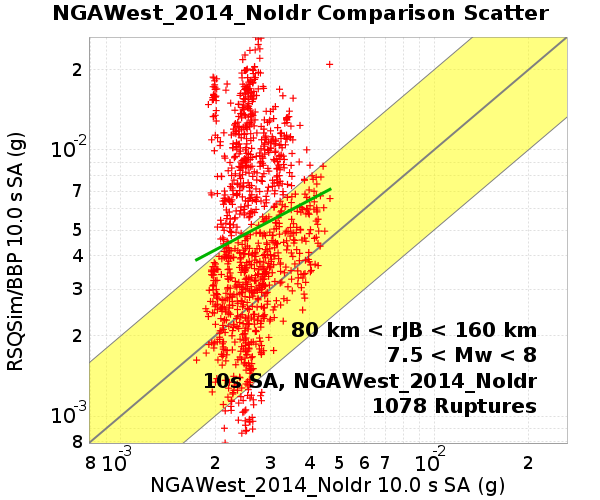 NGAWest_2014_NoIdr Comparison Scatter
RSQSim/BBP 10.0 s SA (g)
2
10-2
7
5
4
3
2
10-3
8
80 km < rJB < 160 km
7.5 < Mw < 8
10s SA, NGAWest_2014_NoIdr
1078 Ruptures
8 10-3 2 3 4 5 6 7 10-2 2
NGAWest_2014_NoIdr 10.0 s SA (g)